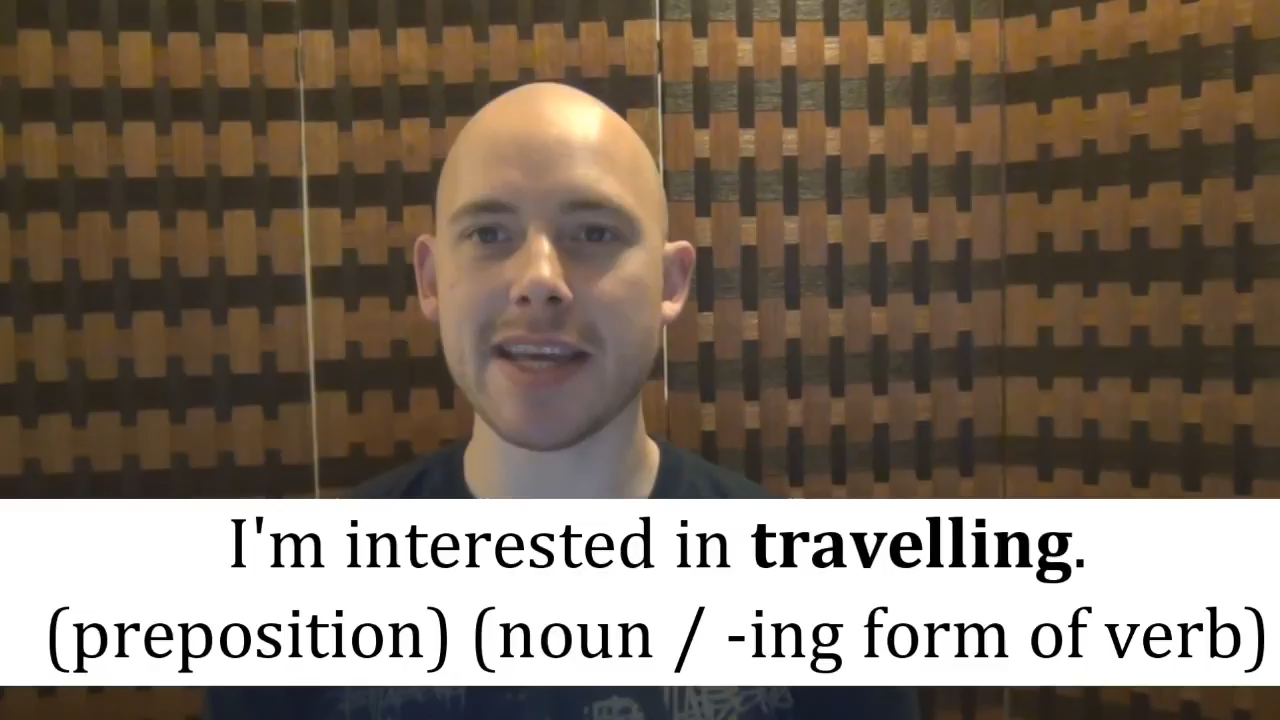 I'm interested in travelling.
(preposition) (noun / -ing form of verb)